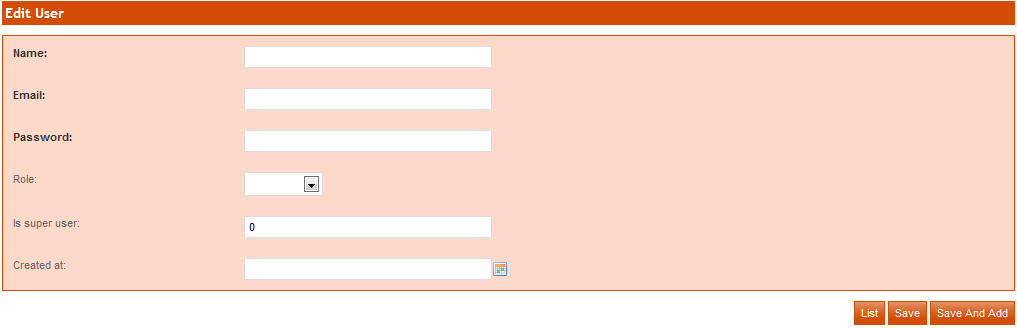 Edit User
Name:
Email:
Password:
Role:
Is super user: 0
Created at:
List Save Save And Add